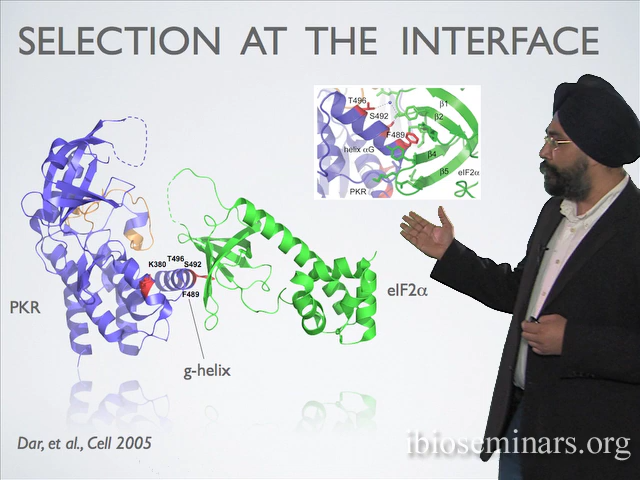 SELECTION AT THE INTERFACE
T496
S492
F489
helix αG
PKR
β1
β2
β4
β5
eIF2α
K380
T496
S492
F489
PKR
eIF2α
g-helix
Dar, et al., Cell 2005
ibioseminars.org